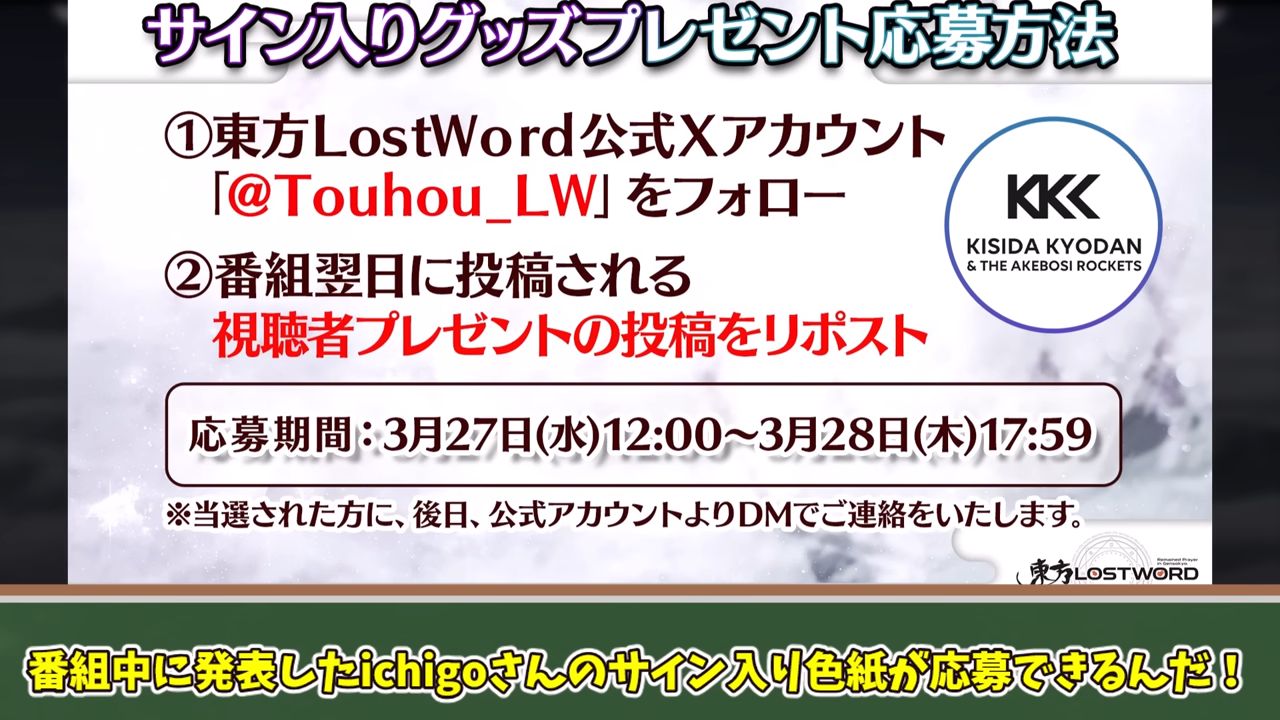 サイン入りグッズプレゼント応募方法
①東方LostWord公式Xアカウント
「@Touhou_LW」をフォロー
KKC
KISIDA KYODAN
& THE AKEBOSI ROCKETS
②番組翌日に投稿される
視聴者プレゼントの投稿をリポスト
応募期間：3月27日(水)12:00～3月28日(木)17:59
※当選された方に、後日、公式アカウントよりDMでご連絡をいたします。
Remained Prayer
in Gensokyo.
東方LOSTWORD
番組中に発表したichigoさんのサイン入り色紙が応募できるんだ！